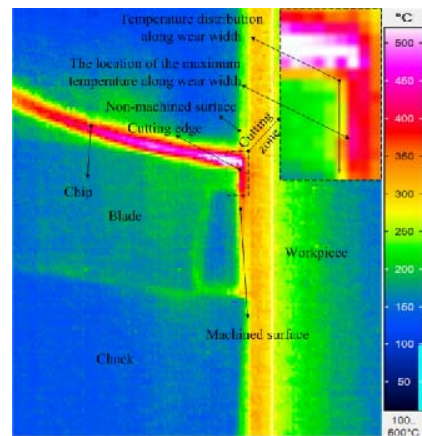 Temperature distribution
along wear width
°C
The location of the maximum
temperature along wear width
Non-machined surface
Cutting edge
Cutting
zone
Chip
Blade
Workpiece
Machined surface
Chock
500
450
400
350
300
250
200
150
100
50
100...
600°C